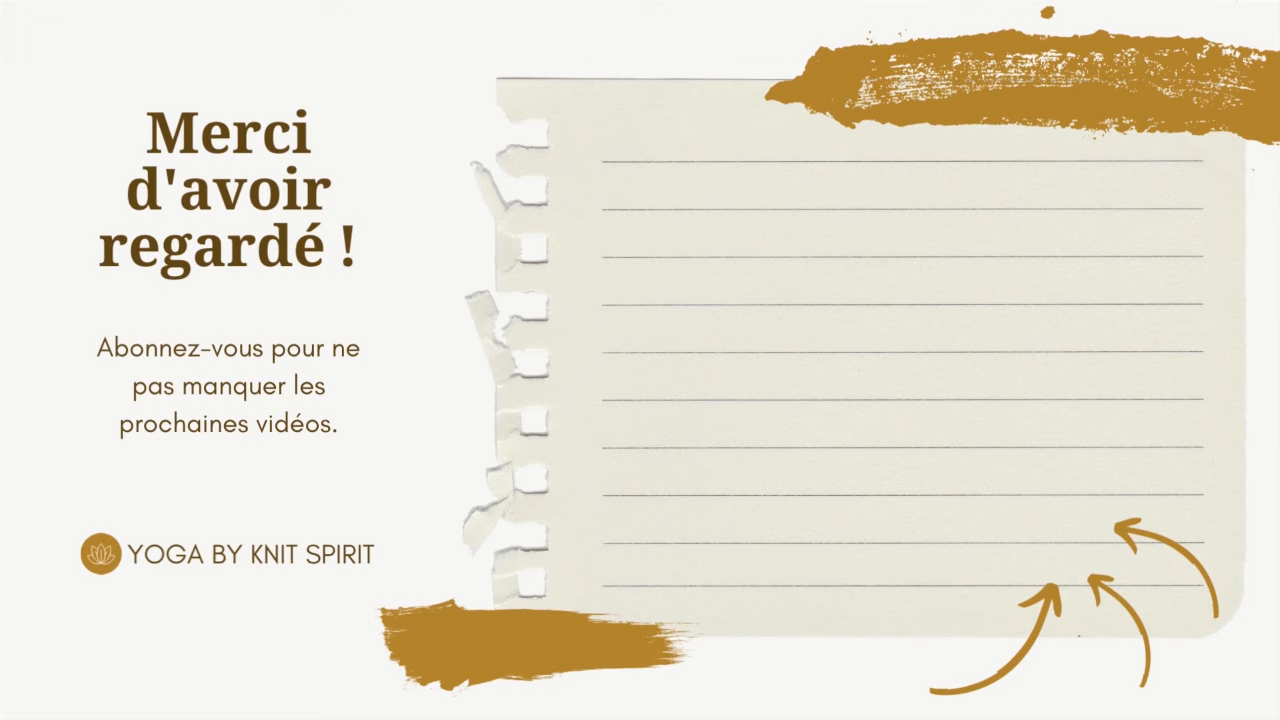 Merci
d'avoir
regardé !
Abonnez-vous pour ne
pas manquer les
prochaines vidéos.
YOGA BY KNIT SPIRIT